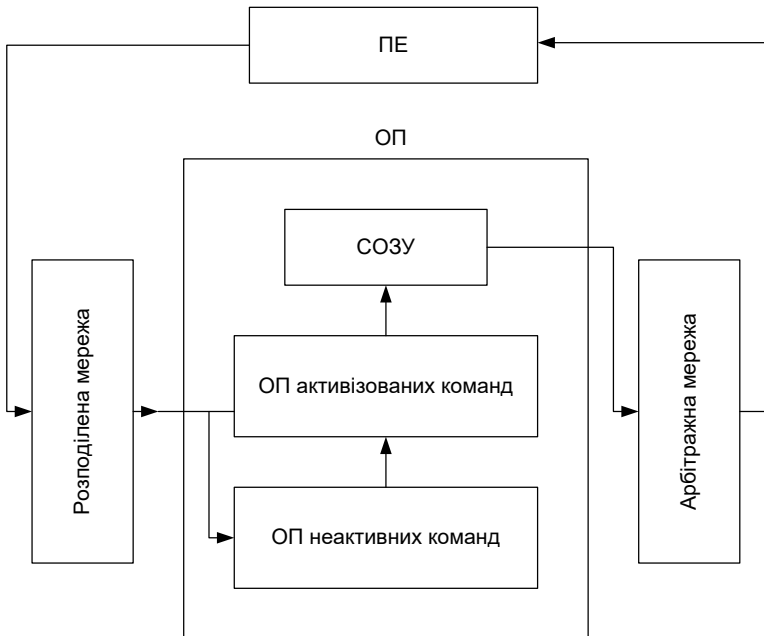 ПЕ
ОП
СОЗУ
Розподілена мережа
ОП активізованих команд
Арбітражна мережа
ОП неактивних команд